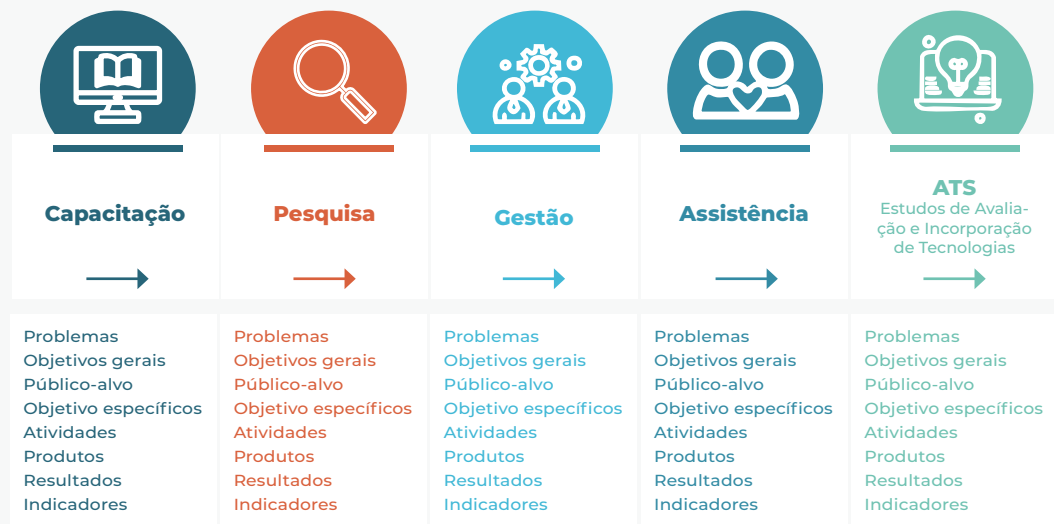 Capacitação
Pesquisa
Gestão
Assistência
ATS
Estudos de Avalia-
ção e Incorporação
de Tecnologias
Problemas
Objetivos gerais
Público-alvo
Objetivo específicos
Atividades
Produtos
Resultados
Indicadores
Problemas
Objetivos gerais
Público-alvo
Objetivo específicos
Atividades
Produtos
Resultados
Indicadores
Problemas
Objetivos gerais
Público-alvo
Objetivo específicos
Atividades
Produtos
Resultados
Indicadores
Problemas
Objetivos gerais
Público-alvo
Objetivo específicos
Atividades
Produtos
Resultados
Indicadores
Problemas
Objetivos gerais
Público-alvo
Objetivo específicos
Atividades
Produtos
Resultados
Indicadores